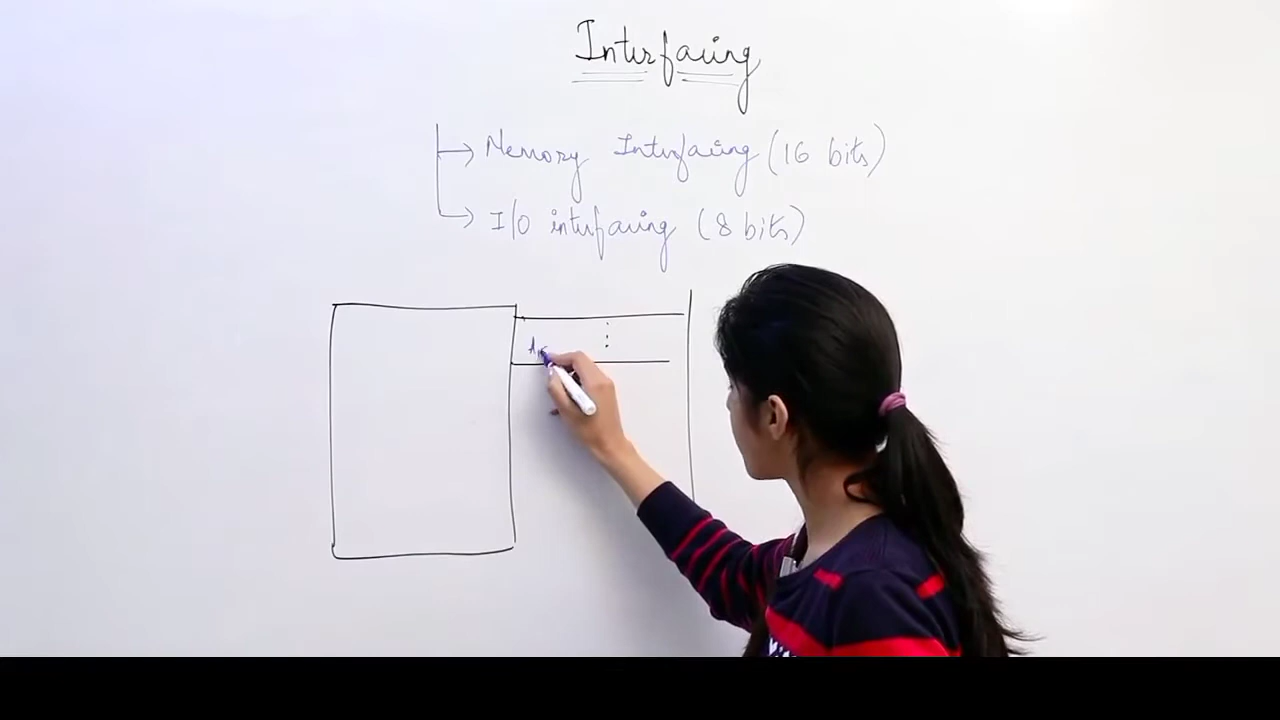 Interfacing
Memory Interfacing (16 bits)
I/O interfacing (8 bits)